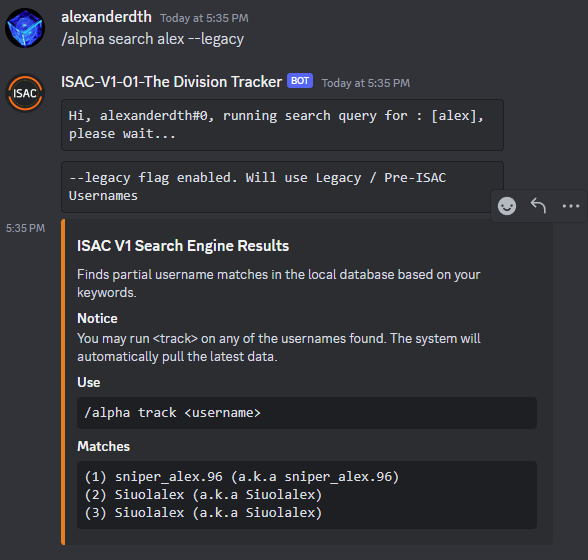 alexanderdth Today at 5:35 PM
/alpha search alex --legacy
ISAC
ISAC-V1-01-The Division Tracker BOT Today at 5:35 PM
Hi, alexanderdth#0, running search query for : [alex],
please wait...
--legacy flag enabled. Will use Legacy / Pre-ISAC
Usernames
5:35 PM
ISAC V1 Search Engine Results
Finds partial username matches in the local database based on your
keywords.
Notice
You may run <track> on any of the usernames found. The system will
automatically pull the latest data.
Use
/alpha track <username>
Matches
(1) sniper_alex.96 (a.k.a sniper_alex.96)
(2) Siuolalex (a.k.a Siuolalex)
(3) Siuolalex (a.k.a Siuolalex)